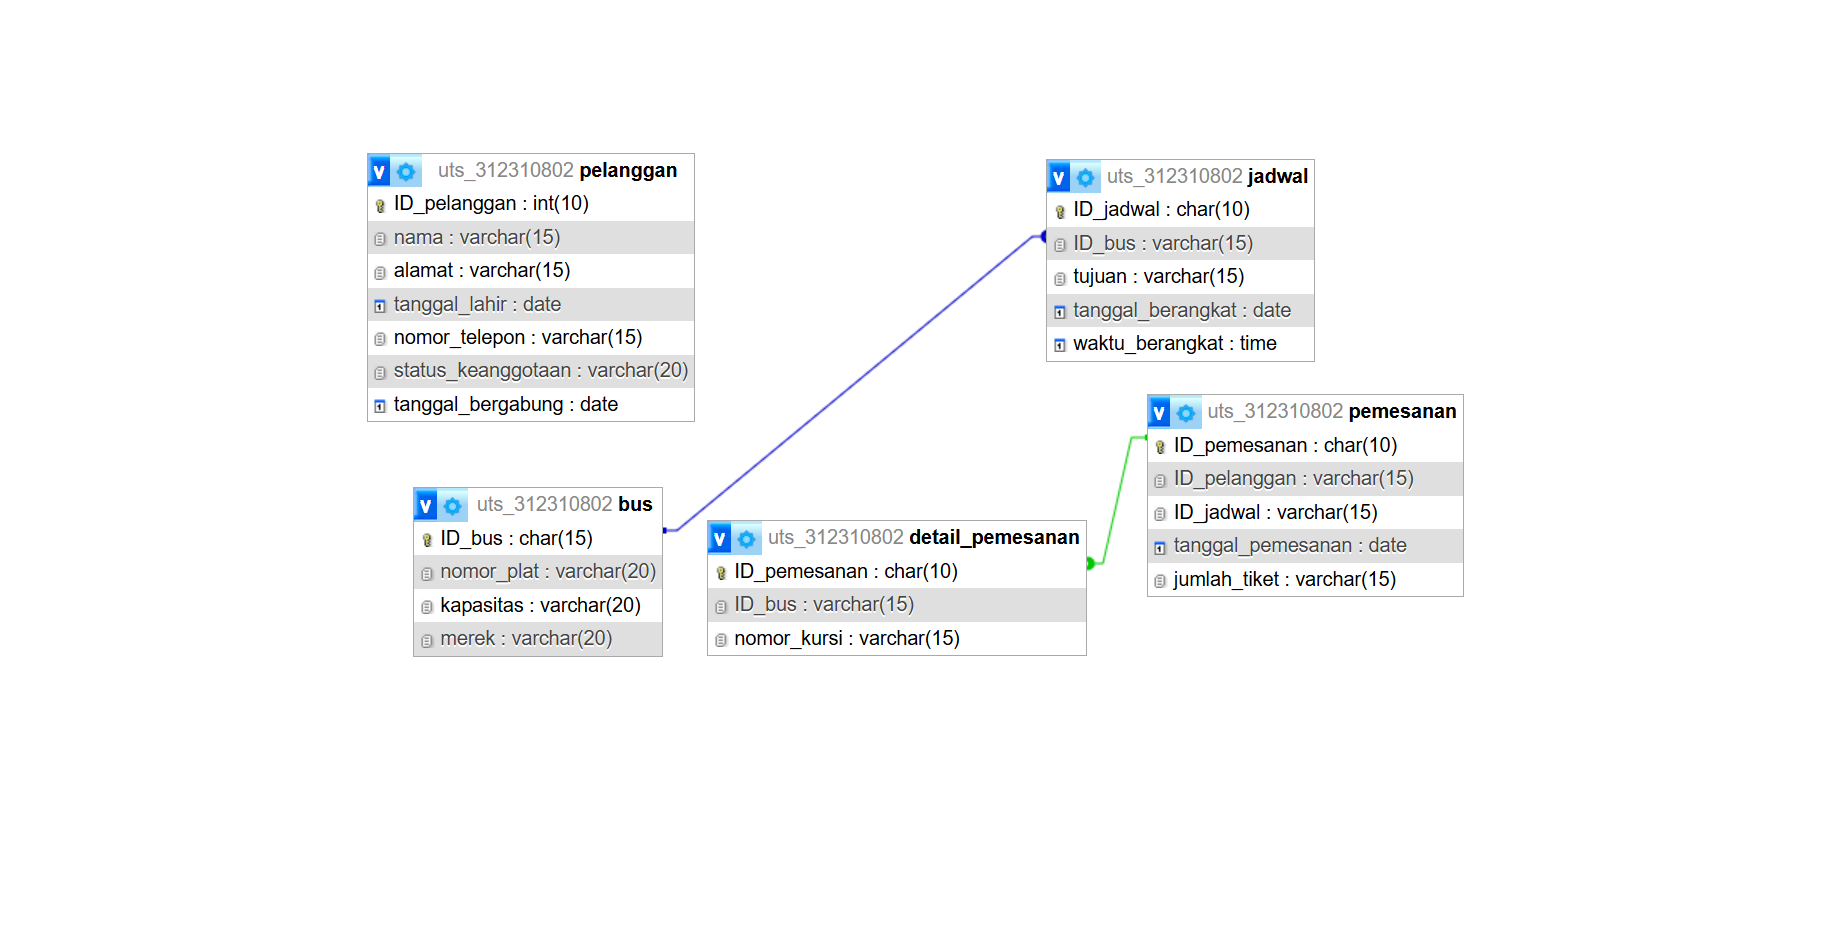 V uts_312310802 pelanggan
ID_pelanggan : int(10)
nama : varchar(15)
alamat : varchar(15)
tanggal_lahir : date
nomor_telepon : varchar(15)
status_keanggotaan : varchar(20)
tanggal_bergabung : date
V uts_312310802 jadwal
ID_jadwal : char(10)
ID_bus : varchar(15)
tujuan : varchar(15)
tanggal_berangkat : date
waktu_berangkat : time
V uts_312310802 pemesanan
ID_pemesanan : char(10)
ID_pelanggan : varchar(15)
ID_jadwal : varchar(15)
tanggal_pemesanan : date
jumlah_tiket : varchar(15)
V uts_312310802 bus
ID_bus : char(15)
nomor_plat : varchar(20)
kapasitas : varchar(20)
merek : varchar(20)
V uts_312310802 detail_pemesanan
ID_pemesanan : char(10)
ID_bus : varchar(15)
nomor_kursi : varchar(15)